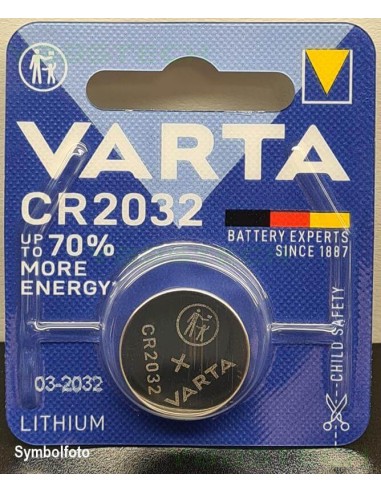 VARTA
CR2032
UP TO 70%
MORE
ENERGY*
BATTERY EXPERTS
SINCE 1887
CR2032
+
VARTA
CHILD SAFETY
03-2032
LITHIUM
Symbolfoto